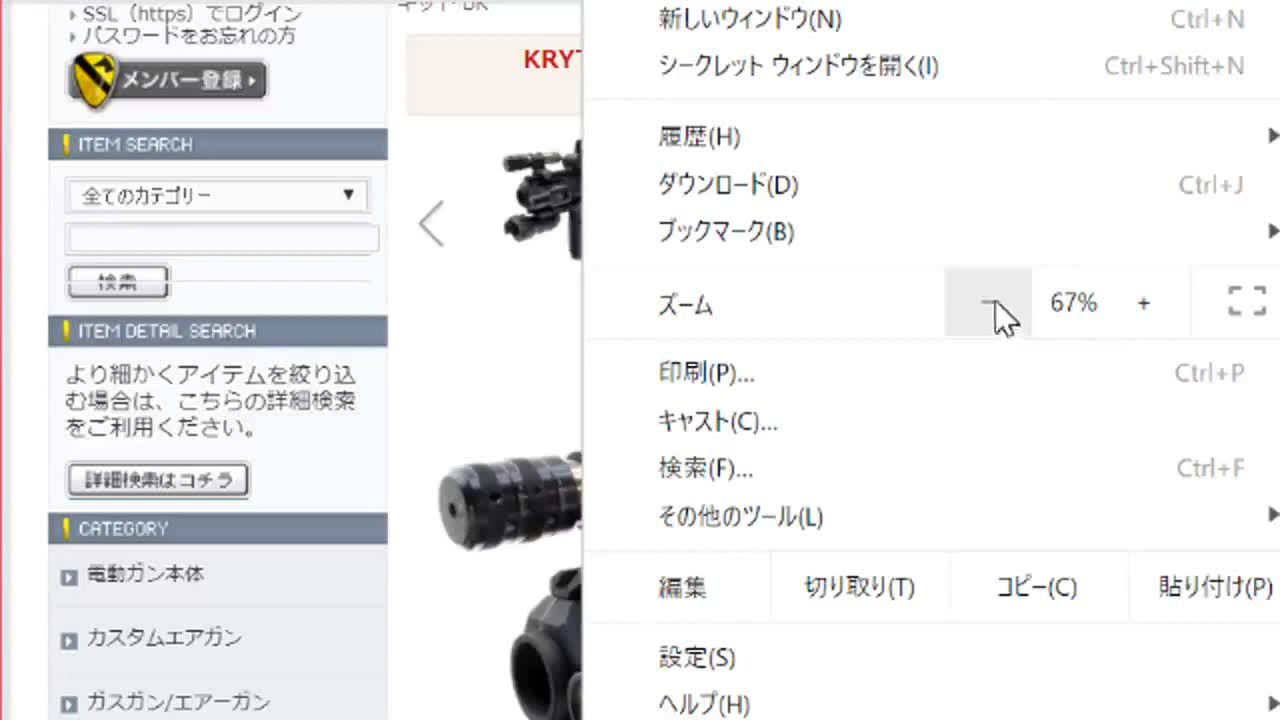 SSL（https）でログイン
パスワードをお忘れの方
メンバー登録
ITEM SEARCH
全てのカテゴリー
検索
ITEM DETAIL SEARCH
より細かくアイテムを絞り込
む場合は、こちらの詳細検索
をご利用ください。
詳細検索はコチラ
CATEGORY
電動ガン本体
カスタムエアガン
ガスガン/エアーガン
KRYT
新しいウィンドウ(N) Ctrl+N
シークレット ウィンドウを開く(I) Ctrl+Shift+N
履歴(H)
ダウンロード(D) Ctrl+J
ブックマーク(B)
ズーム － 67% +
印刷(P)... Ctrl+P
キャスト(C)...
検索(F)... Ctrl+F
その他のツール(L)
編集 切り取り(T) コピー(C) 貼り付け(P)
設定(S)
ヘルプ(H)